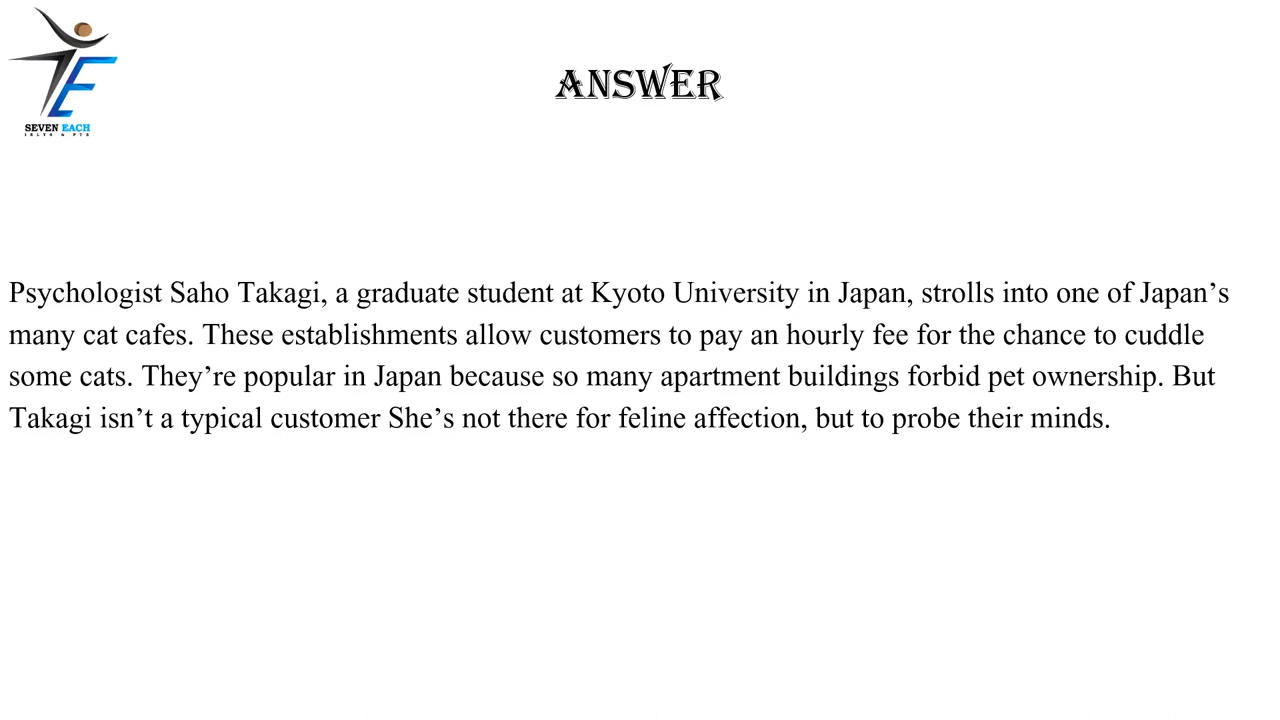 SEVEN EACH
IELTS & PTE
ANSWER
Psychologist Saho Takagi, a graduate student at Kyoto University in Japan, strolls into one of Japan’s
many cat cafes. These establishments allow customers to pay an hourly fee for the chance to cuddle
some cats. They’re popular in Japan because so many apartment buildings forbid pet ownership. But
Takagi isn’t a typical customer She’s not there for feline affection, but to probe their minds.